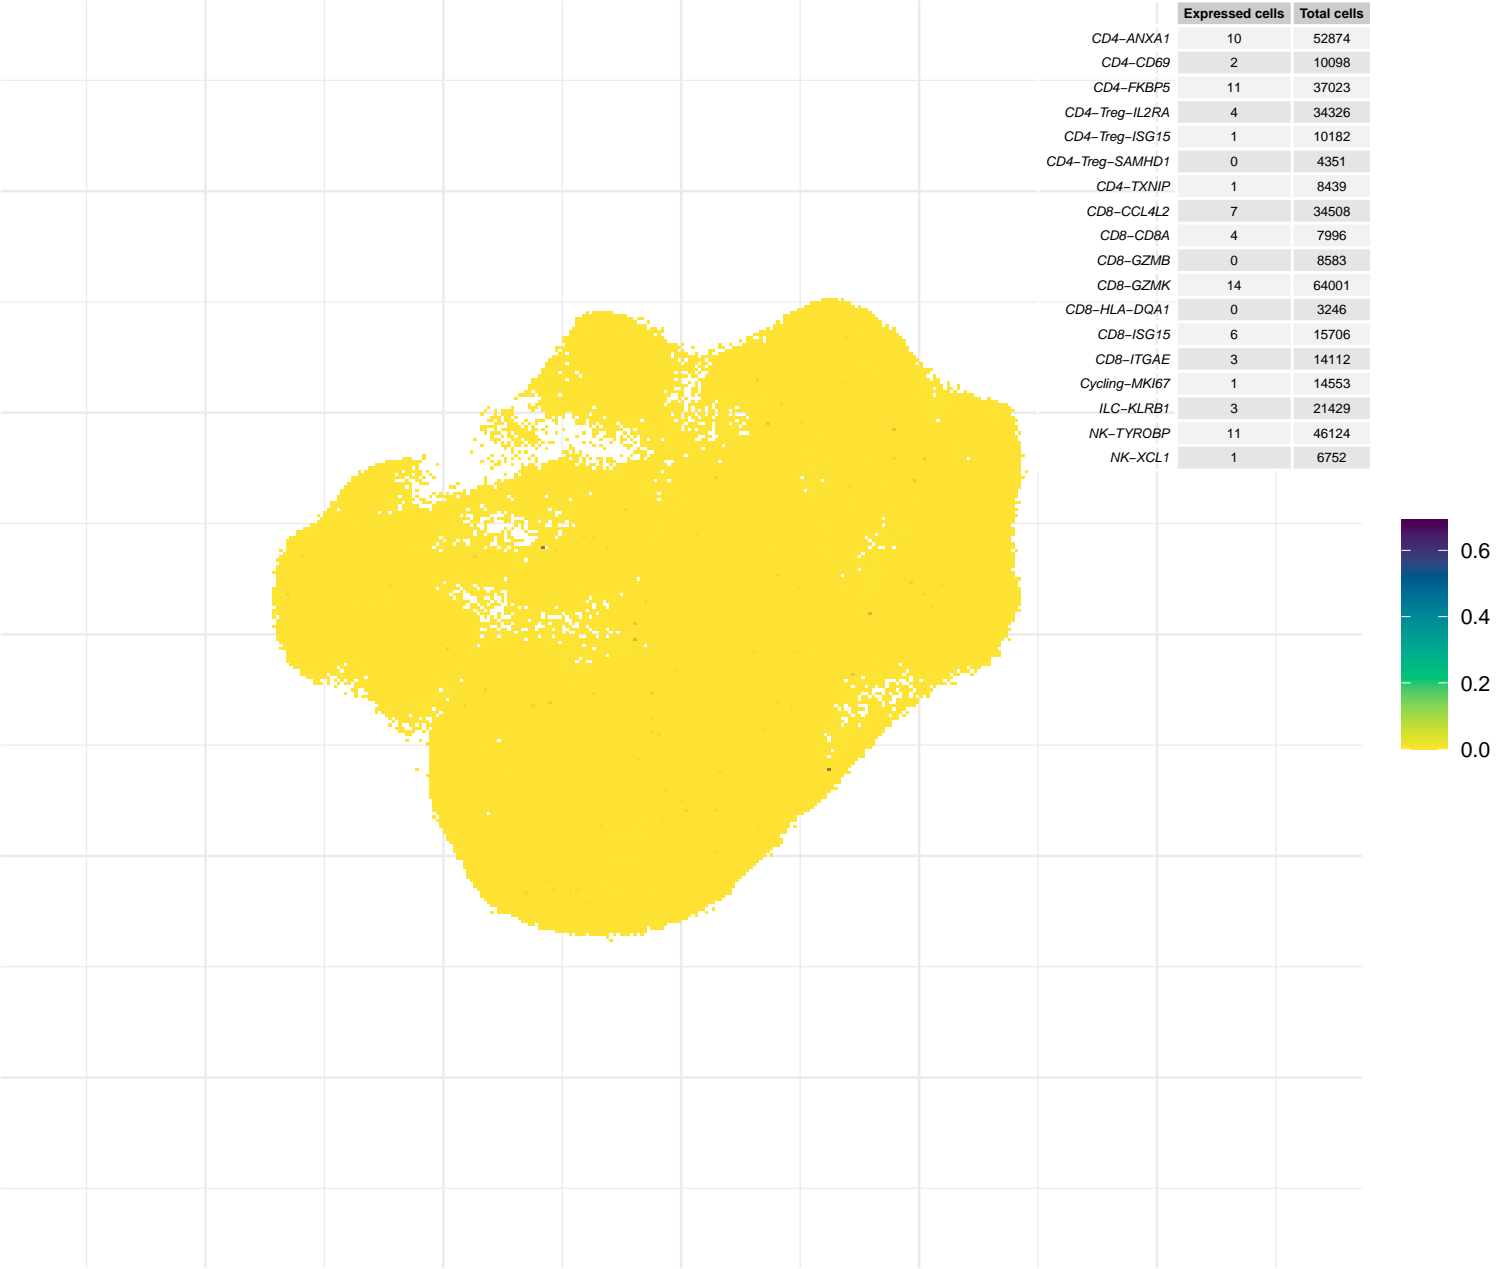 Expressed cells Total cells
CD4−ANXA1 10 52874
CD4−CD69 2 10098
CD4−FKBP5 11 37023
CD4−Treg−IL2RA 4 34326
CD4−Treg−ISG15 1 10182
CD4−Treg−SAMHD1 0 4351
CD4−TXNIP 1 8439
CD8−CCL4L2 7 34508
CD8−CD8A 4 7996
CD8−GZMB 0 8583
CD8−GZMK 14 64001
CD8−HLA−DQA1 0 3246
CD8−ISG15 6 15706
CD8−ITGAE 3 14112
Cycling−MKI67 1 14553
ILC−KLRB1 3 21429
NK−TYROBP 11 46124
NK−XCL1 1 6752
0.6
0.4
0.2
0.0